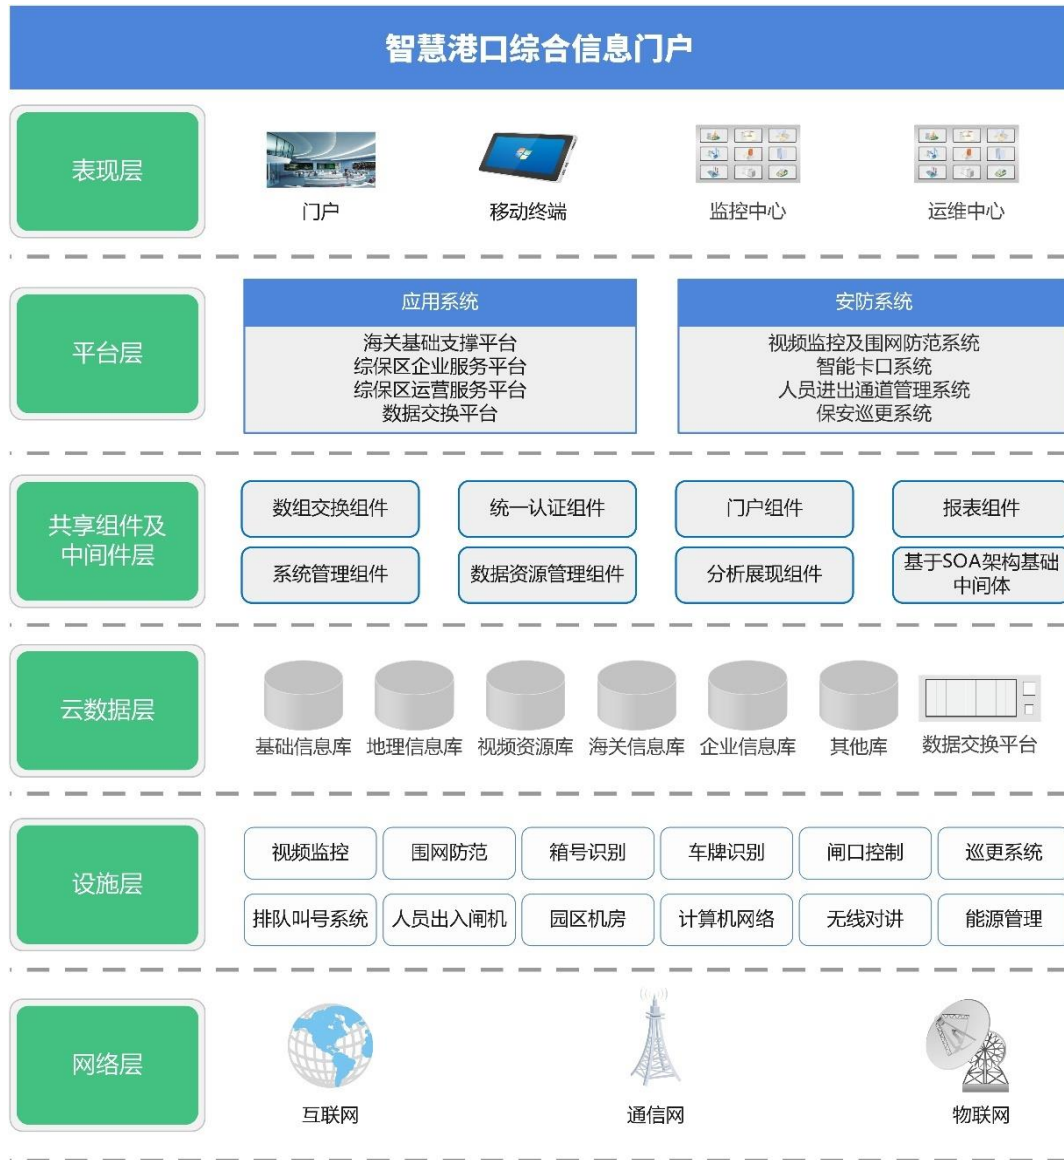 智慧港口综合信息门户
表现层
门户
移动终端
监控中心
运维中心
平台层
应用系统
海关基础支撑平台
综保区企业服务平台
综保区运营服务平台
数据交换平台
安防系统
视频监控及围网防范系统
智能卡口系统
人员进出通道管理系统
保安巡更系统
共享组件及
中间件层
数组交换组件
统一认证组件
门户组件
报表组件
系统管理组件
数据资源管理组件
分析展现组件
基于SOA架构基础
中间体
云数据层
基础信息库
地理信息库
视频资源库
海关信息库
企业信息库
其他库
数据交换平台
设施层
视频监控
围网防范
箱号识别
车牌识别
闸口控制
巡更系统
排队叫号系统
人员出入闸机
园区机房
计算机网络
无线对讲
能源管理
网络层
互联网
通信网
物联网